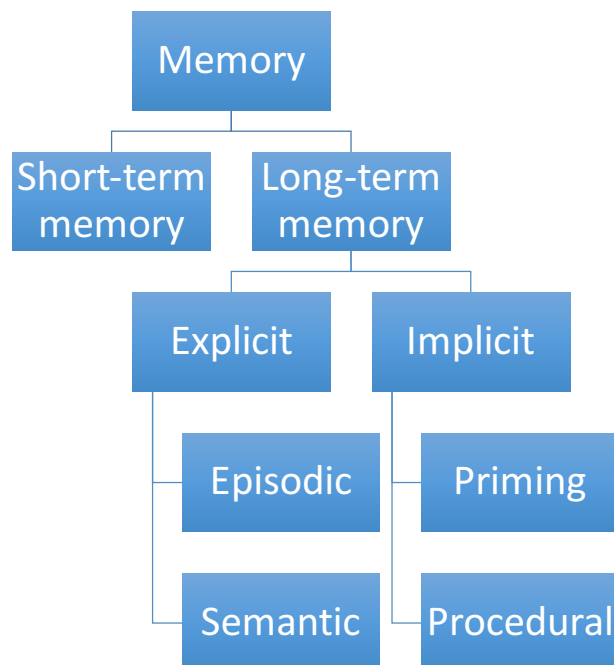 Memory
Short-term
memory
Long-term
memory
Explicit
Implicit
Episodic
Priming
Semantic
Procedural